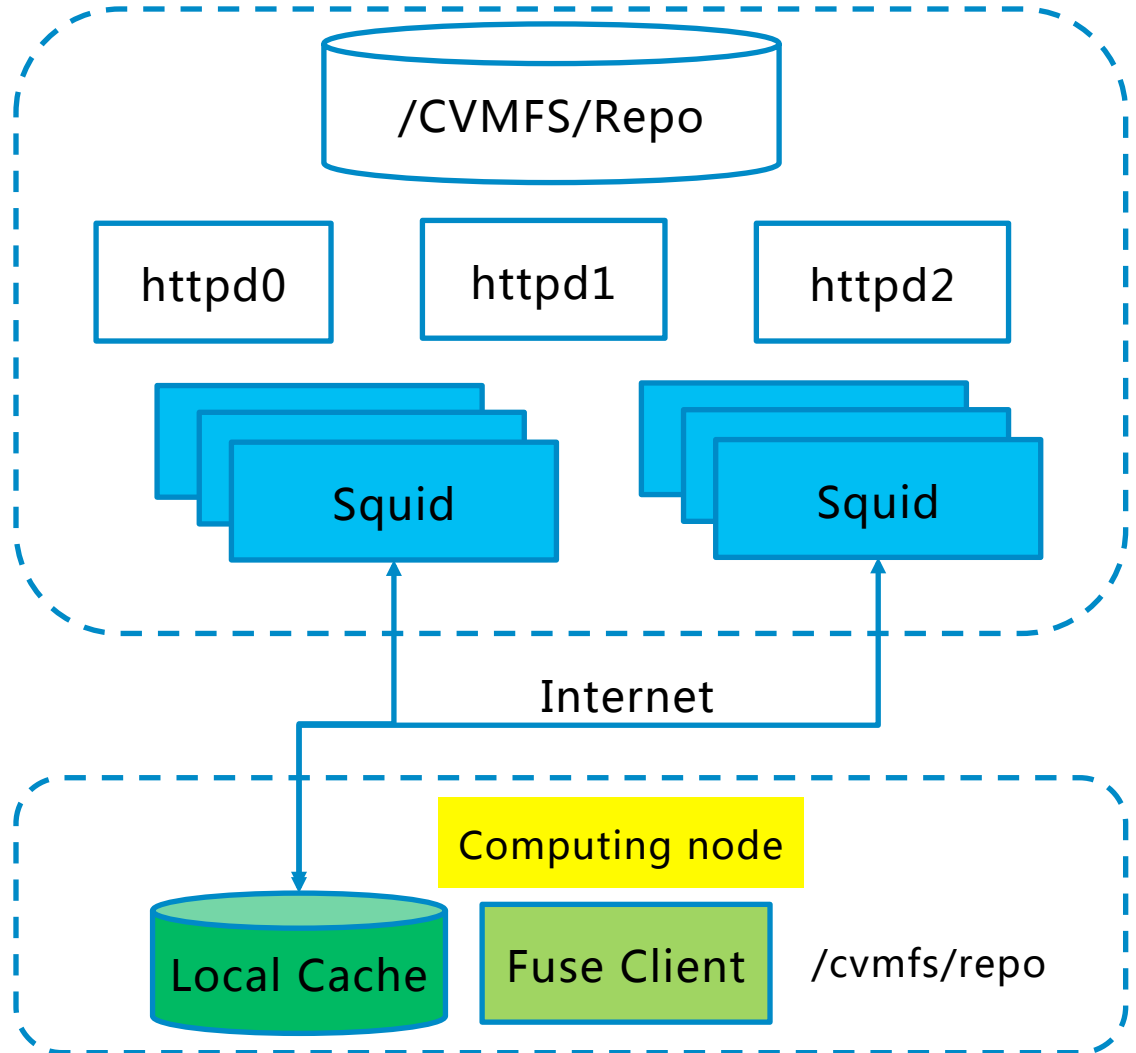 /CVMFS/Repo
httpd0
httpd1
httpd2
Squid
Squid
Internet
Computing node
Local Cache
Fuse Client
/cvmfs/repo